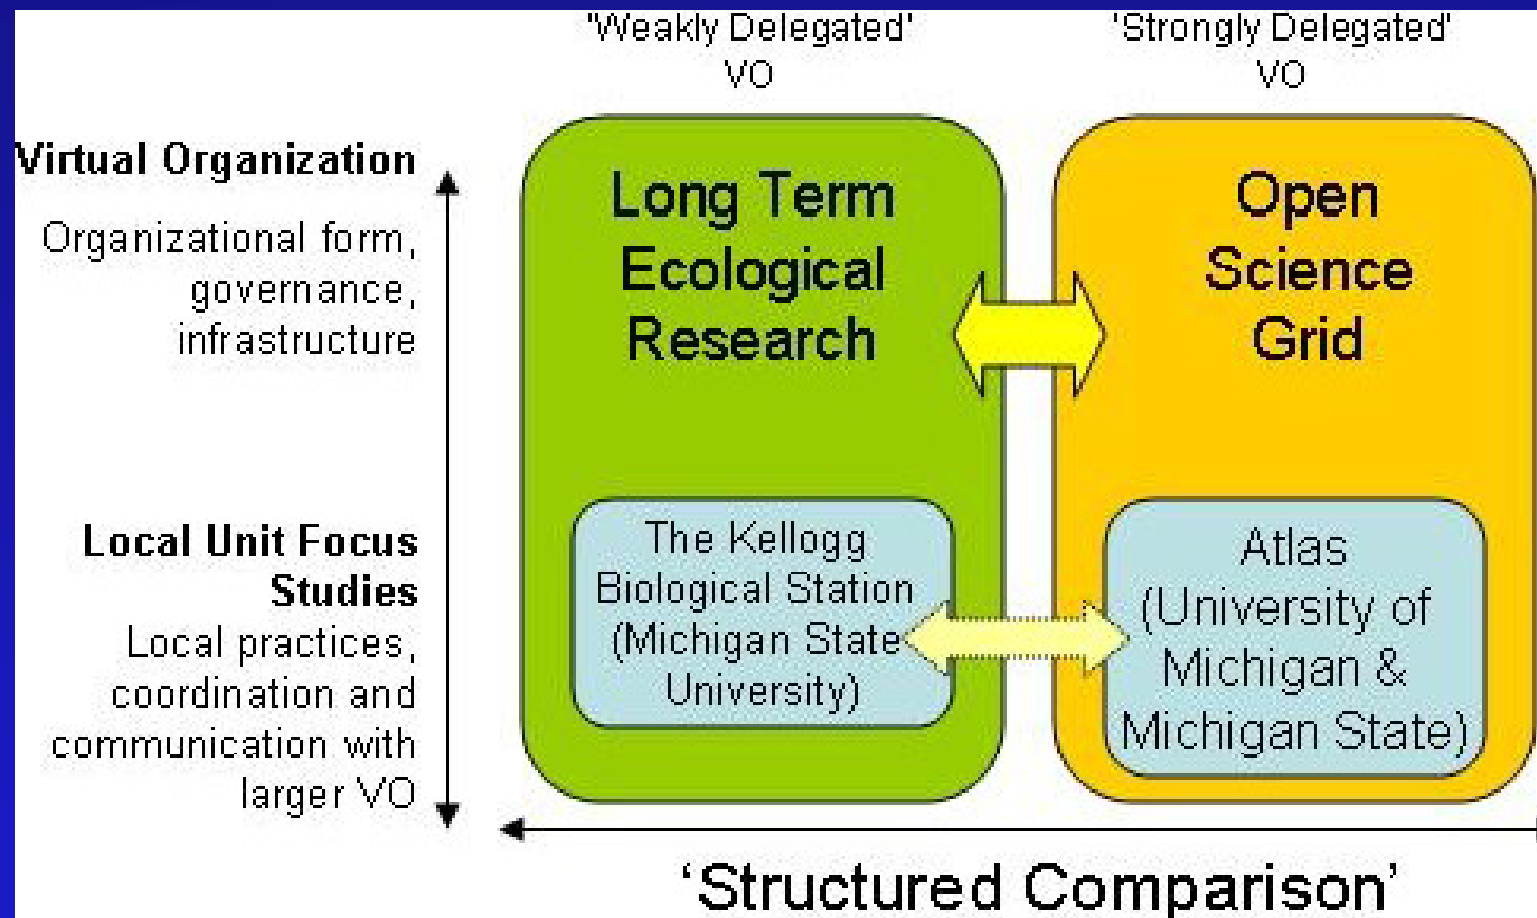 'Weakly Delegated'
VO
'Strongly Delegated'
VO
Virtual Organization
Organizational form,
governance,
infrastructure
Long Term
Ecological
Research
Open
Science
Grid
Local Unit Focus
Studies
Local practices,
coordination and
communication with
larger VO
The Kellogg
Biological Station
(Michigan State
University)
Atlas
(University of
Michigan &
Michigan State)
‘Structured Comparison’